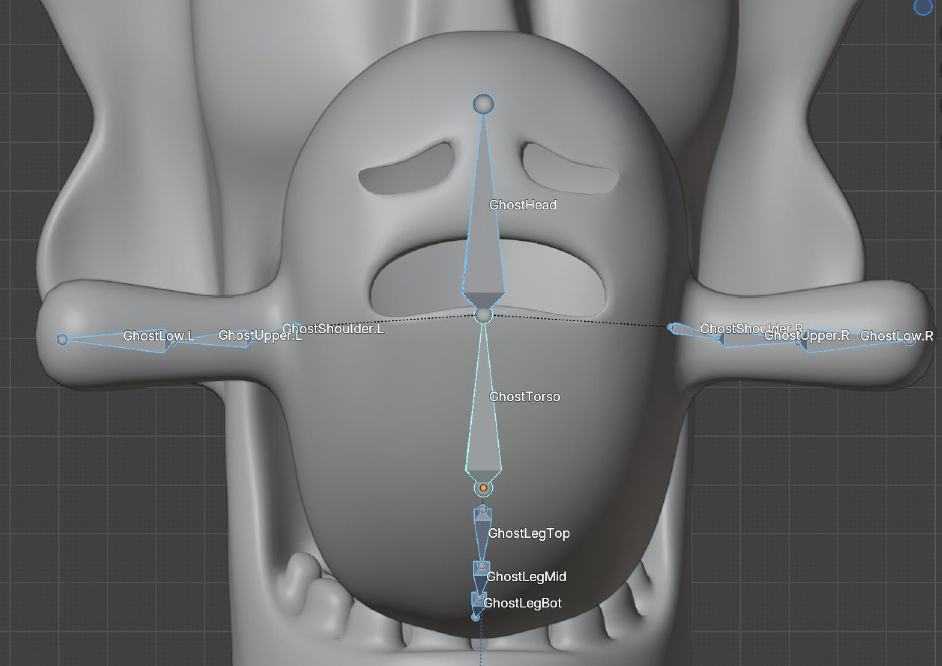 GhostHead
GhostLow.L
GhostUpper.L
GhostShoulder.L
GhostShoulder.R
GhostUpper.R
GhostLow.R
GhostTorso
GhostLegTop
GhostLegMid
GhostLegBot